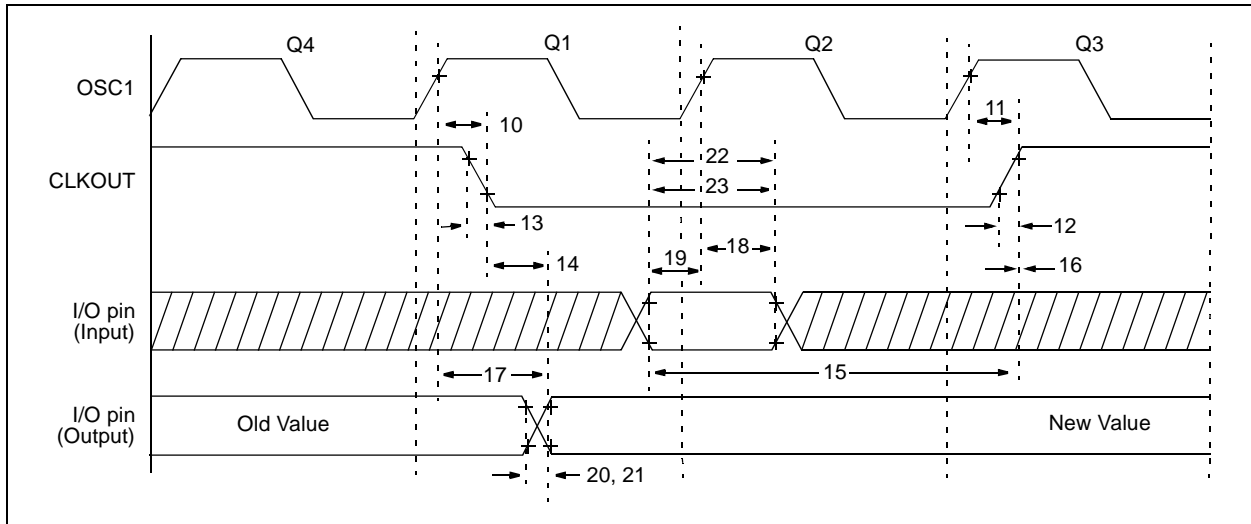 Q4 Q1 Q2 Q3
OSC1
10 11
22
CLKOUT
23
13 12
18
19
14 16
I/O pin
(Input)
17 15
I/O pin
(Output)
Old Value New Value
20, 21